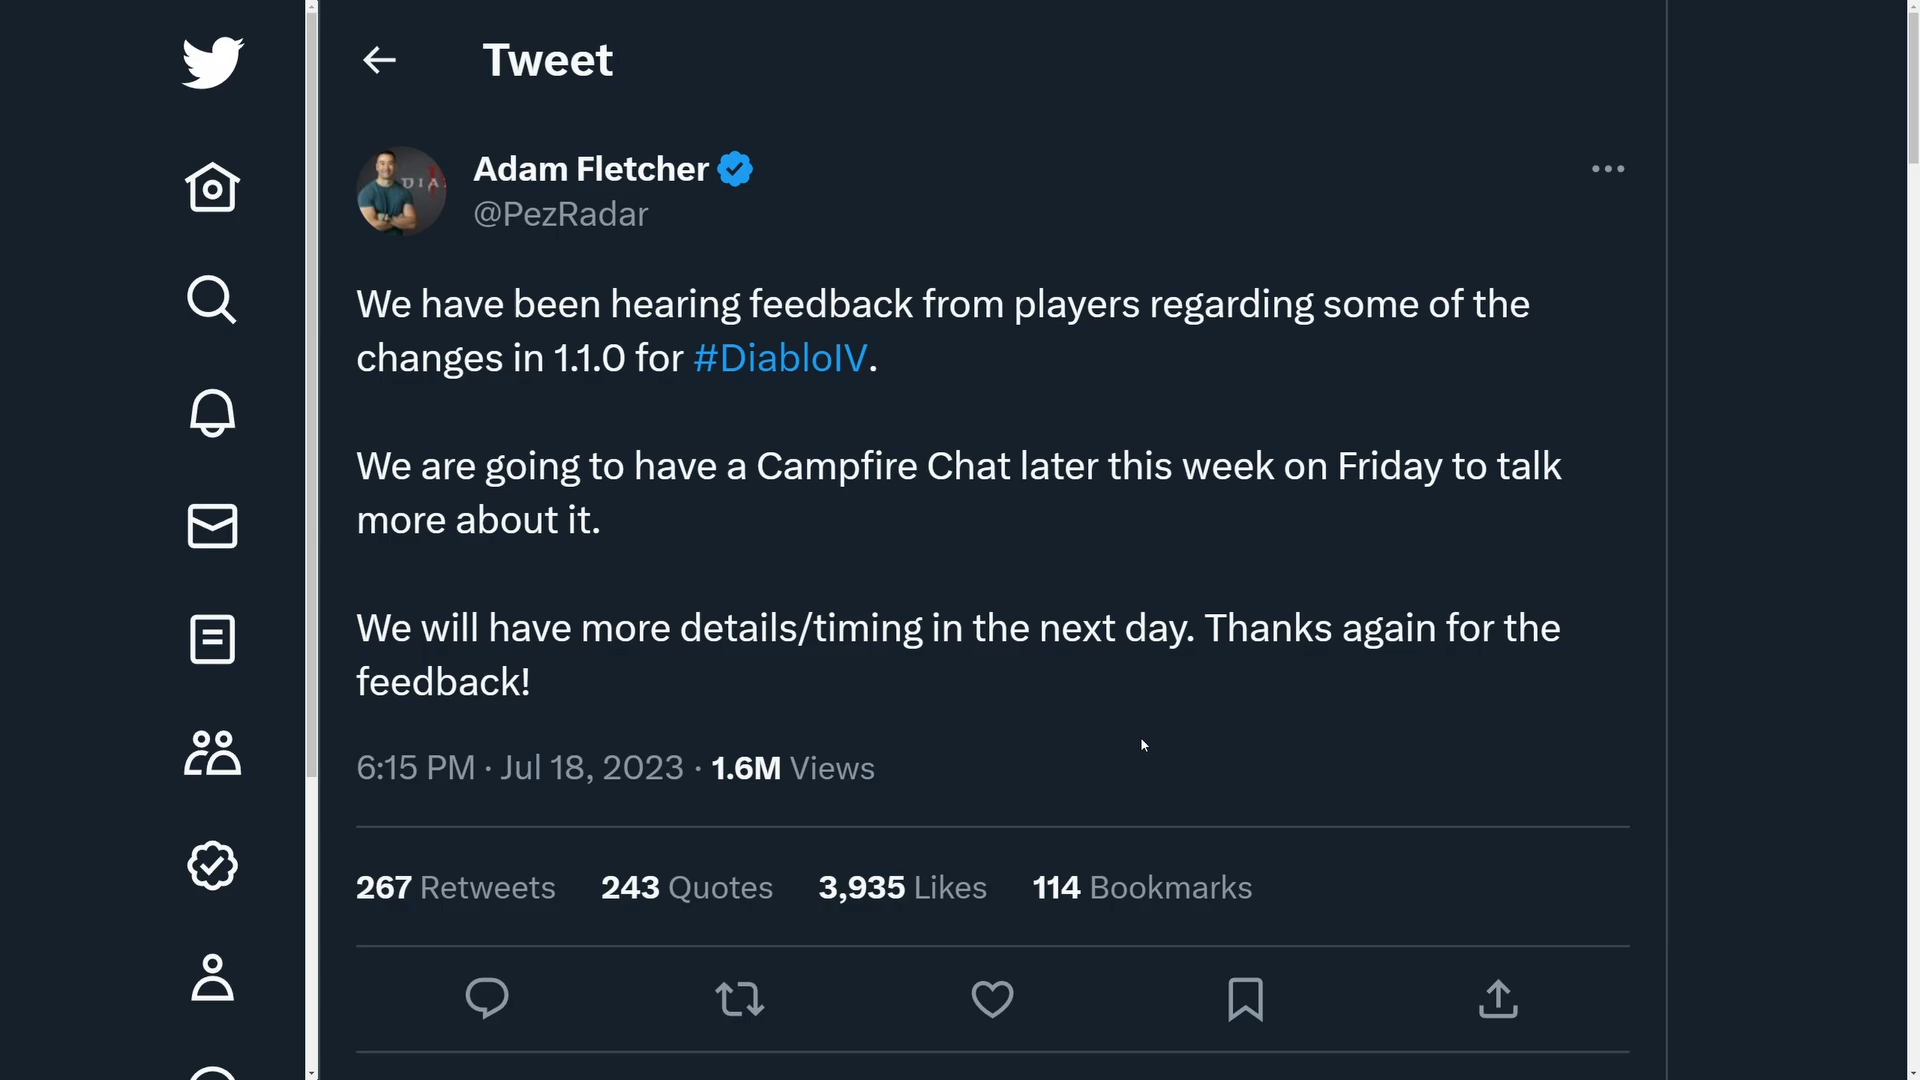 Tweet
DIA
Adam Fletcher
@PezRadar
We have been hearing feedback from players regarding some of the
changes in 1.1.0 for #DiabloIV.
We are going to have a Campfire Chat later this week on Friday to talk
more about it.
We will have more details/timing in the next day. Thanks again for the
feedback!
6:15 PM · Jul 18, 2023 · 1.6M Views
267 Retweets 243 Quotes 3,935 Likes 114 Bookmarks